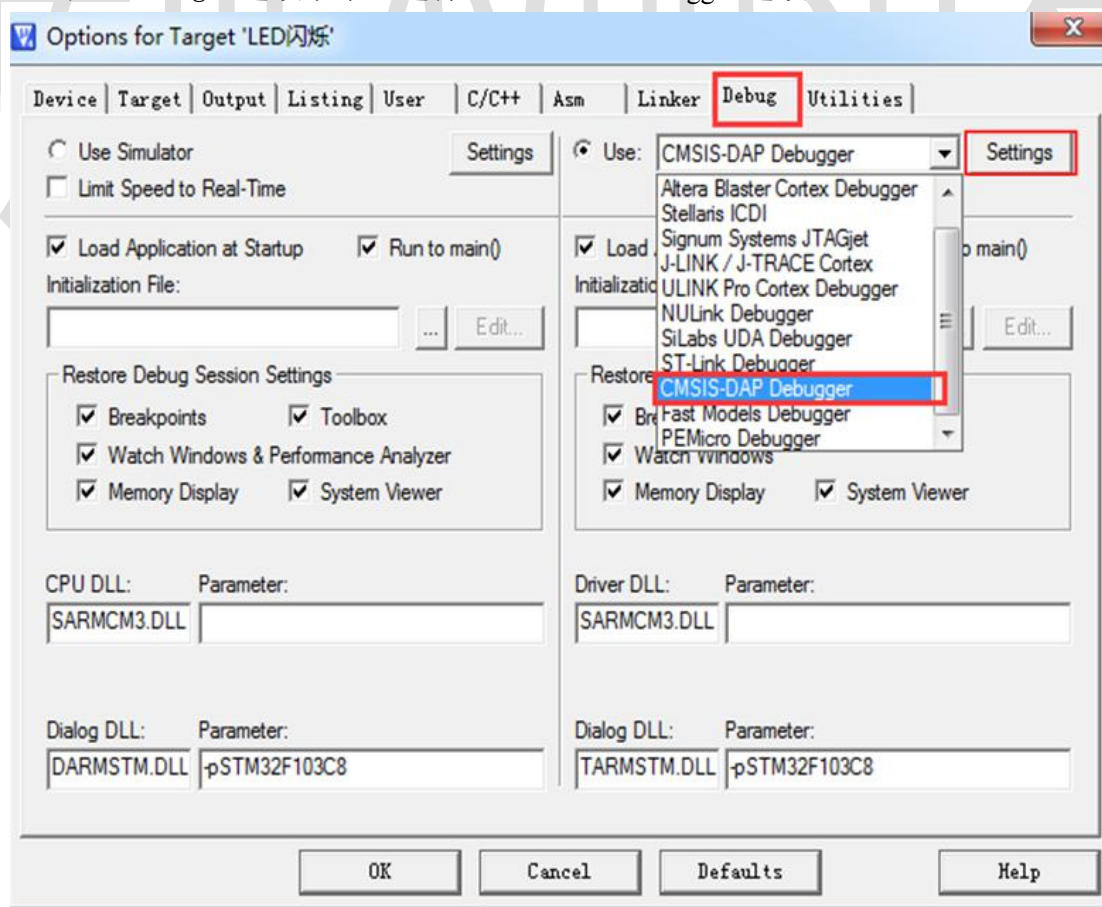 Options for Target 'LED闪烁'
Device Target Output Listing User C/C++ Asm Linker Debug Utilities
Use Simulator Settings Use: CMSIS-DAP Debugger Settings
Limit Speed to Real-Time
Altera Blaster Cortex Debugger
Stellaris ICDI
Signum Systems JTAGjet
J-LINK / J-TRACE Cortex
ULINK Pro Cortex Debugger
NULink Debugger
SiLabs UDA Debugger
ST-Link Debugger
CMSIS-DAP Debugger
Fast Models Debugger
PEMicro Debugger
Load Application at Startup Run to main() Load main()
Initialization File:
... Edit... Edit...
Restore Debug Session Settings Restore
Breakpoints Toolbox
Watch Windows & Performance Analyzer Watch Windows
Memory Display System Viewer Memory Display System Viewer
CPU DLL: Parameter: Driver DLL: Parameter:
SARMCM3.DLL SARMCM3.DLL
Dialog DLL: Parameter: Dialog DLL: Parameter:
DARMSTM.DLL -pSTM32F103C8 TARMSTM.DLL -pSTM32F103C8
OK Cancel Defaults Help